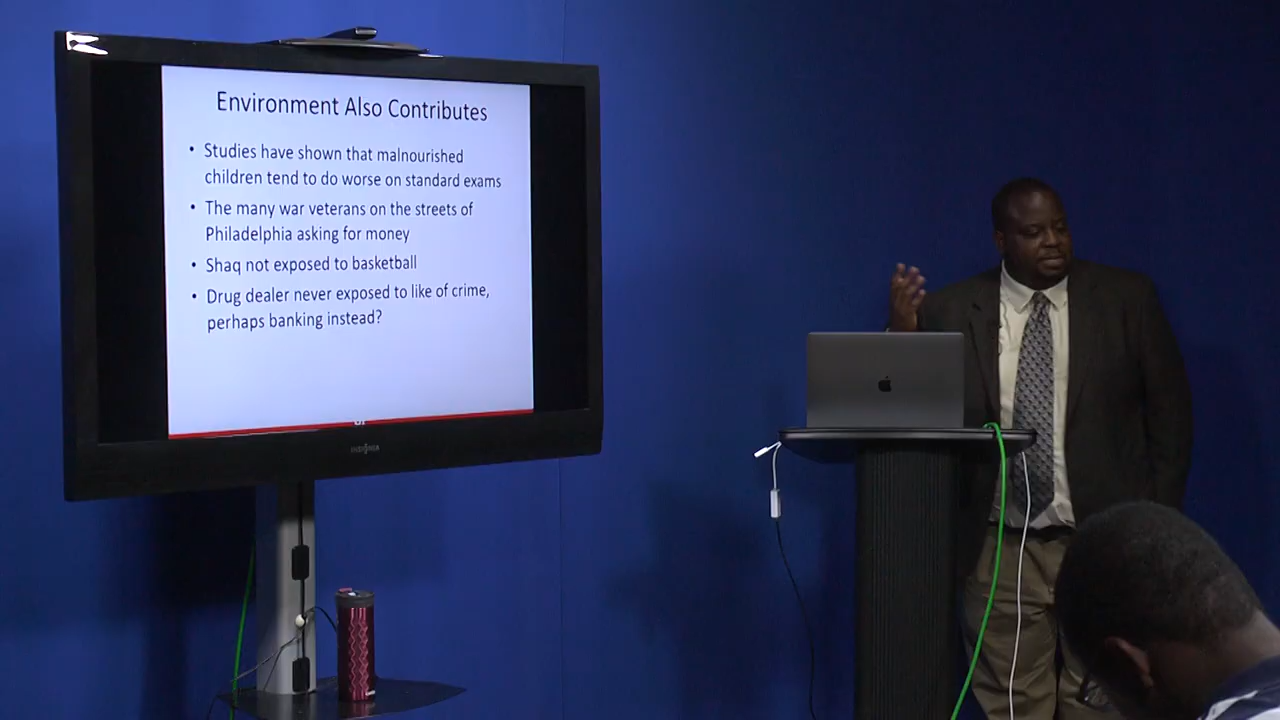 Environment Also Contributes
• Studies have shown that malnourished
children tend to do worse on standard exams
• The many war veterans on the streets of
Philadelphia asking for money
• Shaq not exposed to basketball
• Drug dealer never exposed to like of crime,
perhaps banking instead?
INSIGNIA